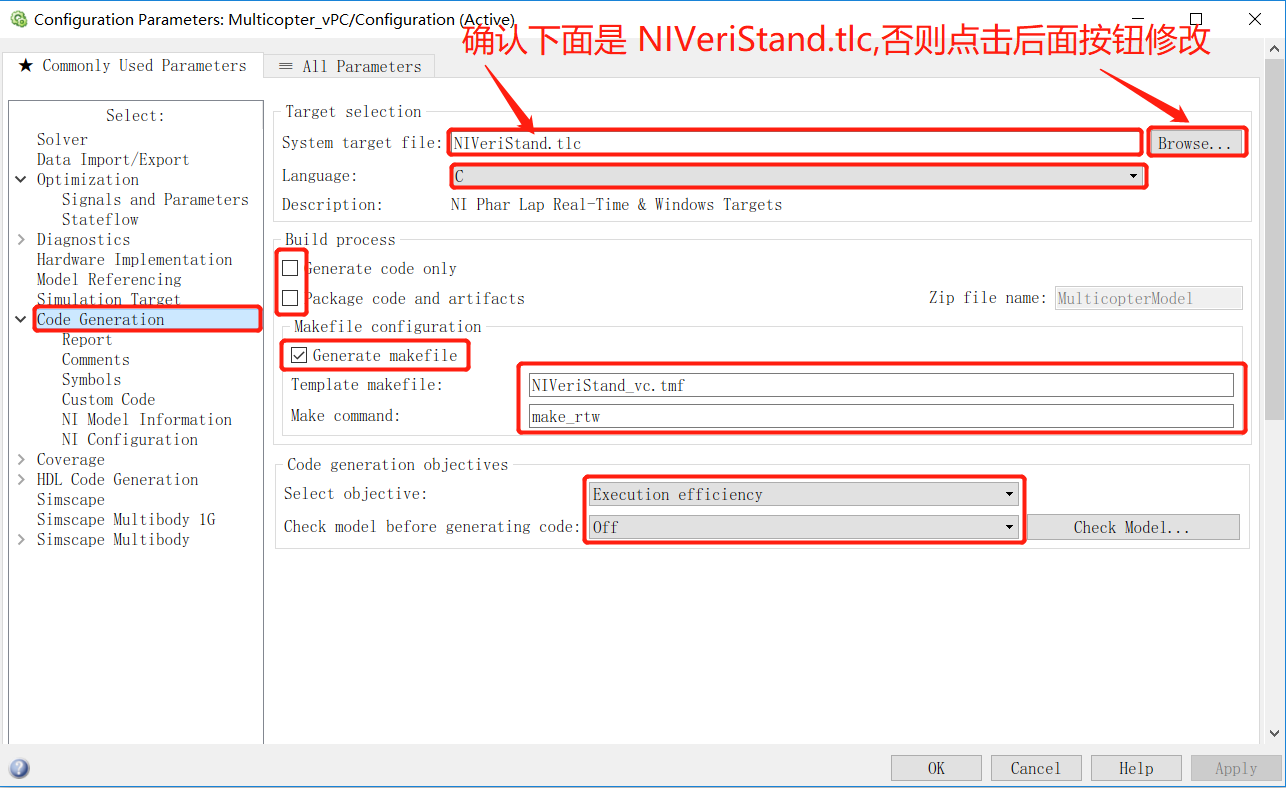 Configuration Parameters: Multicopter_vPC/Configuration (Active)
确认下面是 NIVeriStand.tlc,否则点击后面按钮修改
★ Commonly Used Parameters
All Parameters
Select:
Solver
Data Import/Export
Optimization
Signals and Parameters
Stateflow
Diagnostics
Hardware Implementation
Model Referencing
Simulation Target
Code Generation
Report
Comments
Symbols
Custom Code
NI Model Information
NI Configuration
Coverage
HDL Code Generation
Simscape
Simscape Multibody 1G
Simscape Multibody
Target selection
System target file: NIVeriStand.tlc Browse...
Language: C
Description: NI Phar Lap Real-Time & Windows Targets
Build process
Generate code only
Package code and artifacts Zip file name: MulticopterModel
Makefile configuration
Generate makefile
Template makefile: NIVeriStand_vc.tmf
Make command: make_rtw
Code generation objectives
Select objective: Execution efficiency
Check model before generating code: Off Check Model...
OK Cancel Help Apply